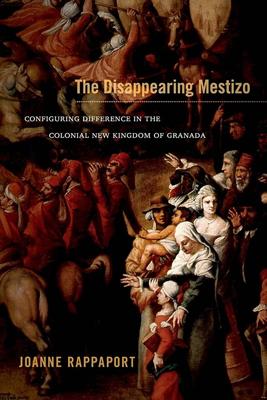 The Disappearing Mestizo
CONFIGURING DIFFERENCE IN THE
COLONIAL NEW KINGDOM OF GRANADA
JOANNE RAPPAPORT